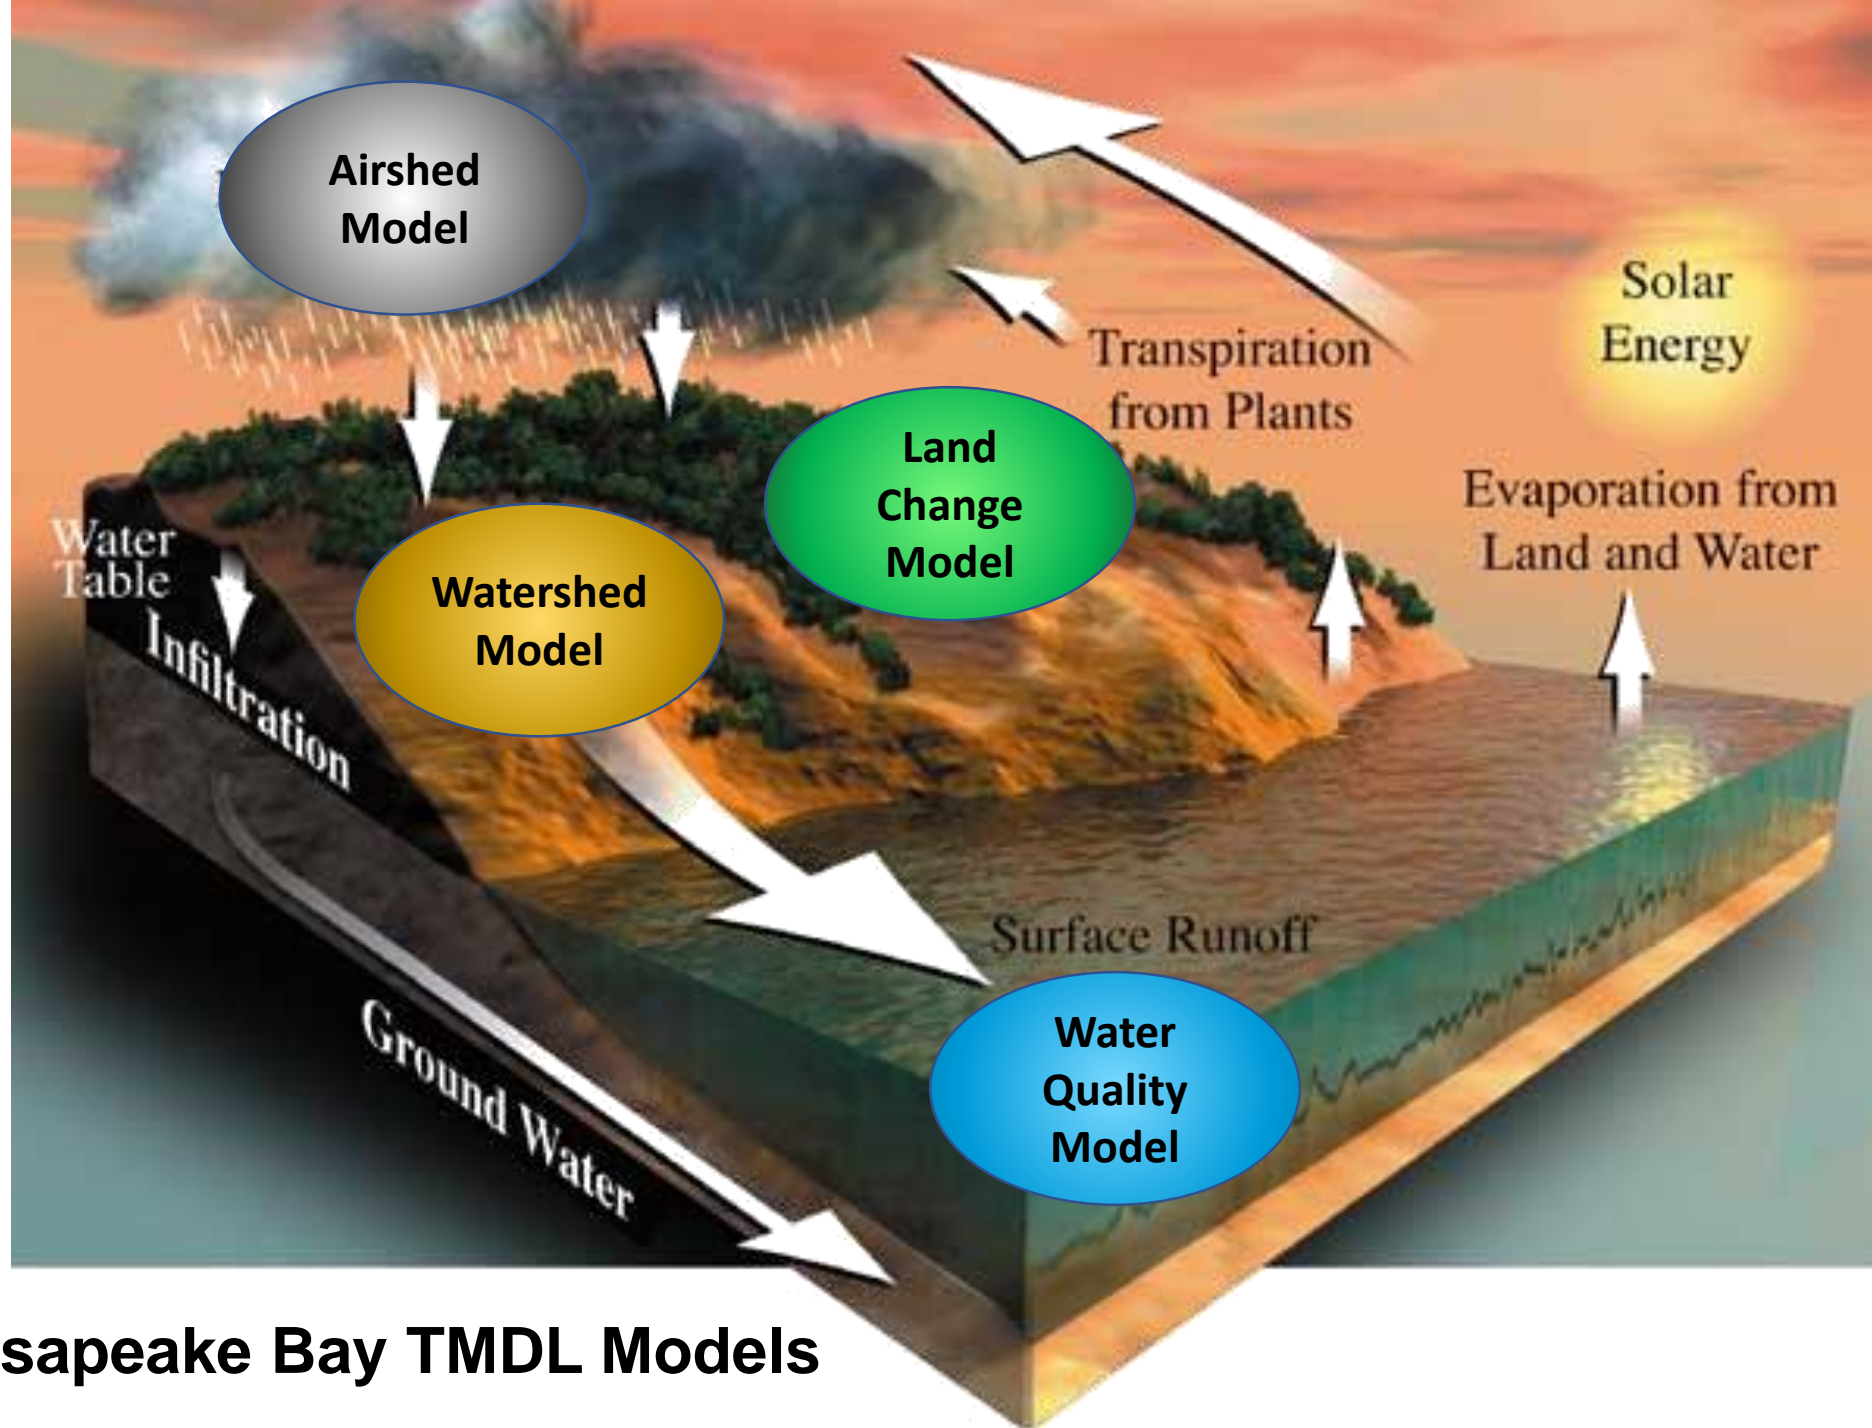 Airshed
Model
Solar
Energy
Transpiration
from Plants
Land
Change
Model
Evaporation from
Land and Water
Water
Table
Watershed
Model
Infiltration
Surface Runoff
Water
Quality
Model
Ground Water
sapeake Bay TMDL Models